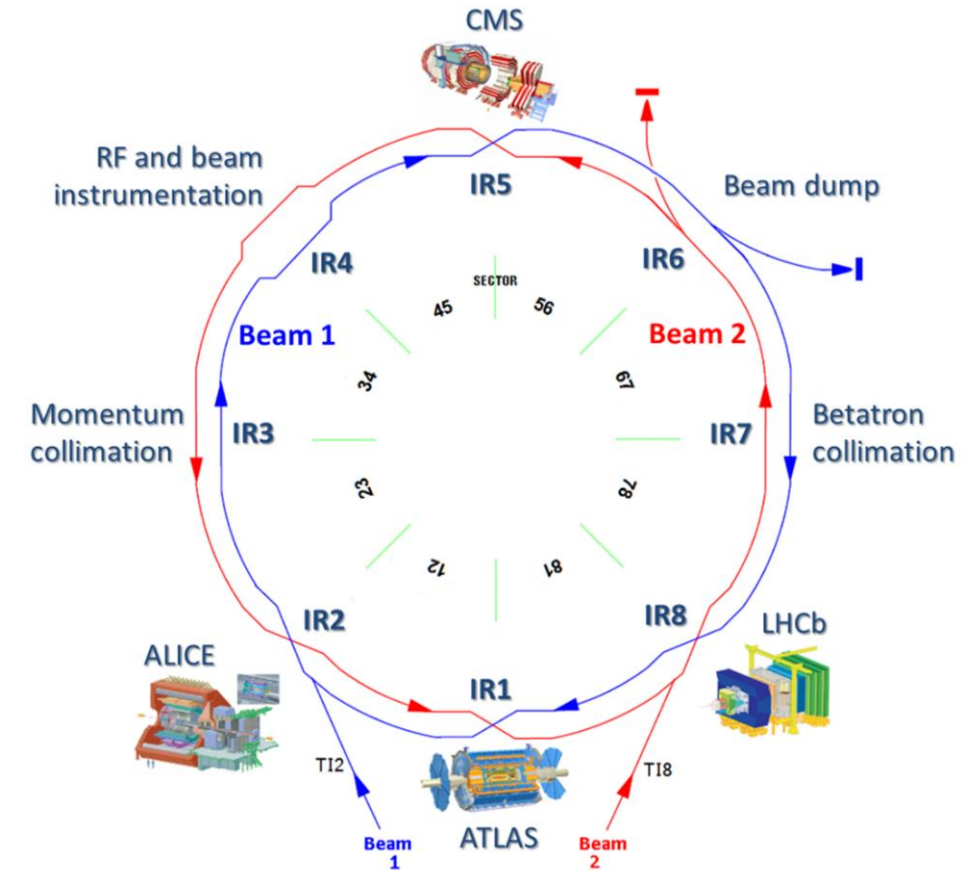 CMS
RF and beam
instrumentation
IR5
Beam dump
IR4
IR6
SECTOR
45
56
Beam 1
Beam 2
34
67
Momentum
collimation
IR3
IR7
Betatron
collimation
23
78
12
81
IR2
IR8
LHCb
ALICE
IR1
TI2
TI8
ATLAS
Beam
1
Beam
2